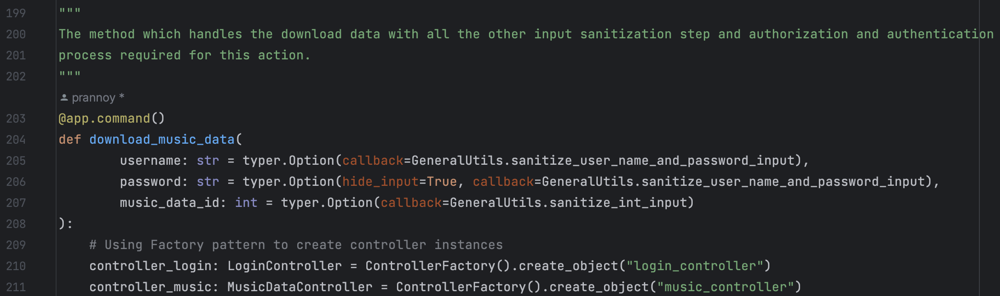 199 """
200 The method which handles the download data with all the other input sanitization step and authorization and authentication
201 process required for this action.
202 """
prannoy *
203 @app.command()
204 def download_music_data(
205 username: str = typer.Option(callback=GeneralUtils.sanitize_user_name_and_password_input),
206 password: str = typer.Option(hide_input=True, callback=GeneralUtils.sanitize_user_name_and_password_input),
207 music_data_id: int = typer.Option(callback=GeneralUtils.sanitize_int_input)
208 ):
209 # Using Factory pattern to create controller instances
210 controller_login: LoginController = ControllerFactory().create_object("login_controller")
211 controller_music: MusicDataController = ControllerFactory().create_object("music_controller")